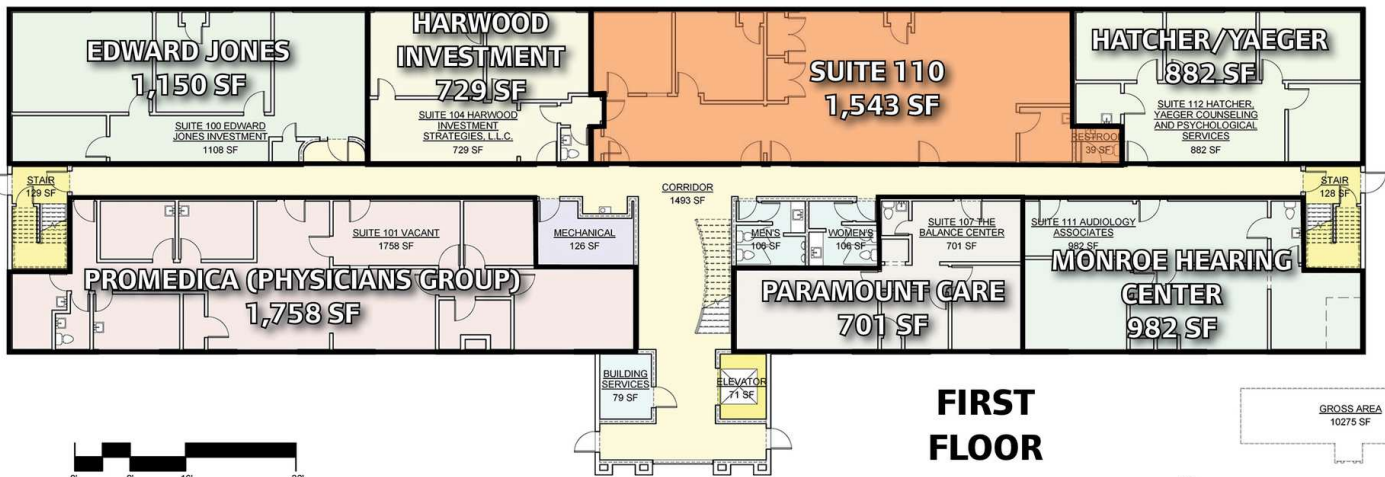 EDWARD JONES
1,150 SF
SUITE 100 EDWARD
JONES INVESTMENT
1108 SF
HARWOOD
INVESTMENT
729 SF
SUITE 104 HARWOOD
INVESTMENT
STRATEGIES, L.L.C.
729 SF
SUITE 110
1,543 SF
RESTROOM
39 SF
HATCHER/YAEGER
882 SF
SUITE 112 HATCHER,
YAEGER COUNSELING
AND PSYCHOLOGICAL
SERVICES
882 SF
STAIR
129 SF
CORRIDOR
1493 SF
STAIR
128 SF
SUITE 101 VACANT
1758 SF
PROMEDICA (PHYSICIANS GROUP)
1,758 SF
MECHANICAL
126 SF
MEN'S
106 SF
WOMEN'S
106 SF
SUITE 107 THE
BALANCE CENTER
701 SF
PARAMOUNT CARE
701 SF
SUITE 111 AUDIOLOGY
ASSOCIATES
982 SF
MONROE HEARING
CENTER
982 SF
BUILDING
SERVICES
79 SF
ELEVATOR
71 SF
FIRST
FLOOR
GROSS AREA
10275 SF